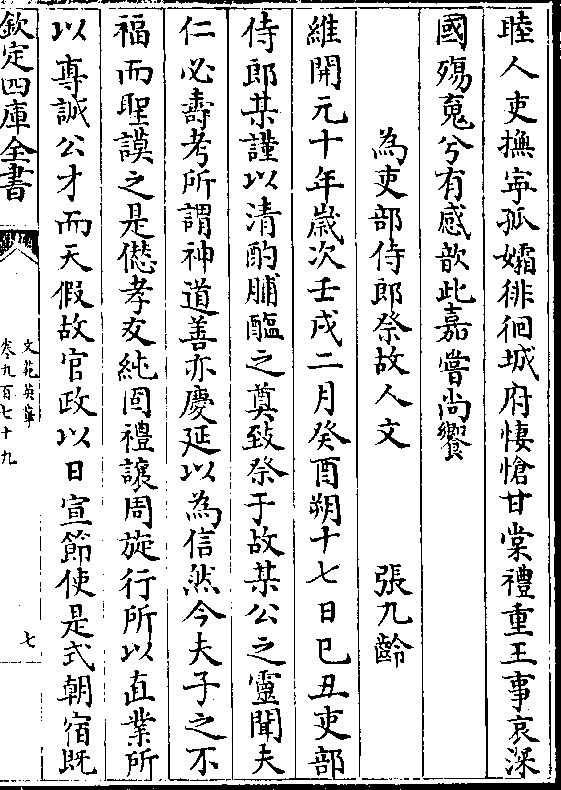 睦人吏撫寜孤孀徘徊城府悽愴甘棠禮重王事哀深
國殤䰟兮有感歆此嘉嘗尚饗
為吏部侍郎祭故人文 張九齡
維開元十年嵗次壬戌二月癸酉朔十七日已丑吏部
侍郎某謹以清酌脯醢之奠致祭于故某公之靈聞夫
仁必壽考所謂神道善亦慶延以為信然今夫子之不
福而聖謨之是儊孝友純固禮讓周旋行所以直業所
以專誠公才而天假故官政以日宣節使是式朝宿既
欽定四庫全書
文苑英華
卷九百七十九
七